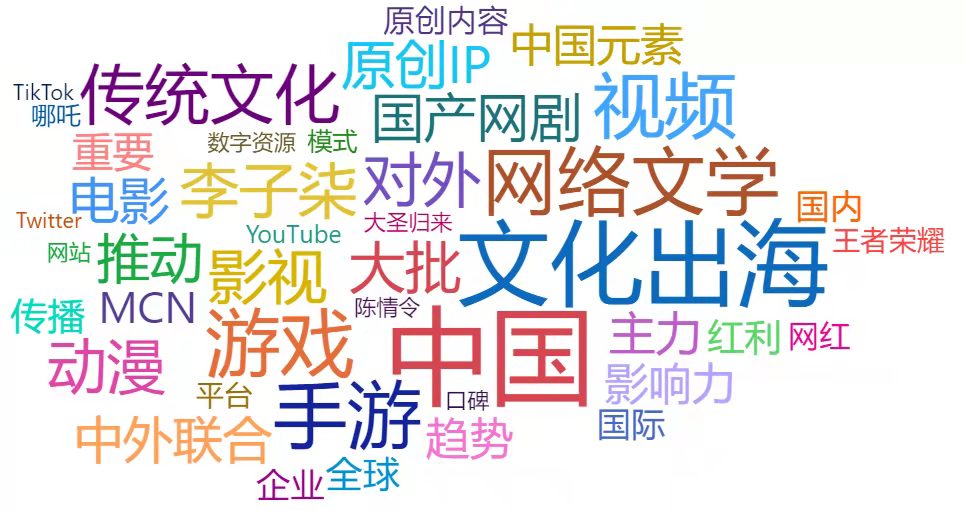 原创内容
中国元素
原创IP
传统文化
TikTok
哪吒
国产网剧
视频
重要
数字资源
模式
电影
李子柒
对外
网络文学
国内
Twitter
大圣归来
YouTube
王者荣耀
网站
推动
影视
大批
文化出海
传播
MCN
陈情令
中国
主力
红利
网红
动漫
游戏
影响力
平台
手游
口碑
中外联合
趋势
国际
企业
全球